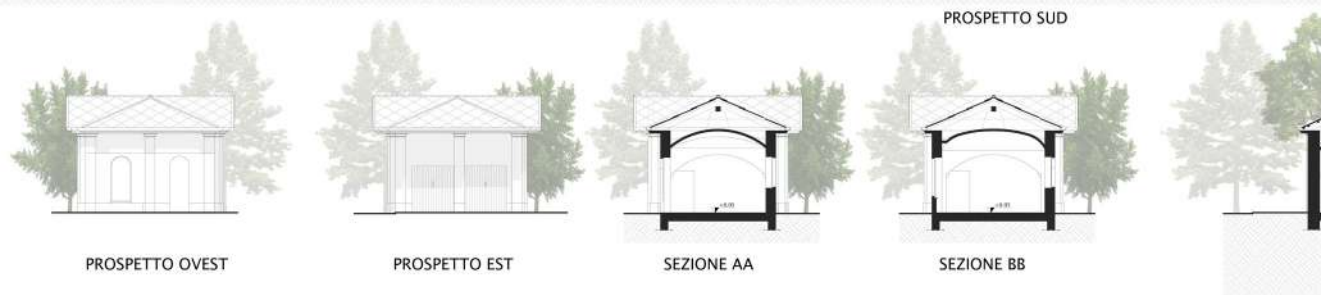 PROSPETTO SUD
PROSPETTO OVEST
PROSPETTO EST
SEZIONE AA
SEZIONE BB